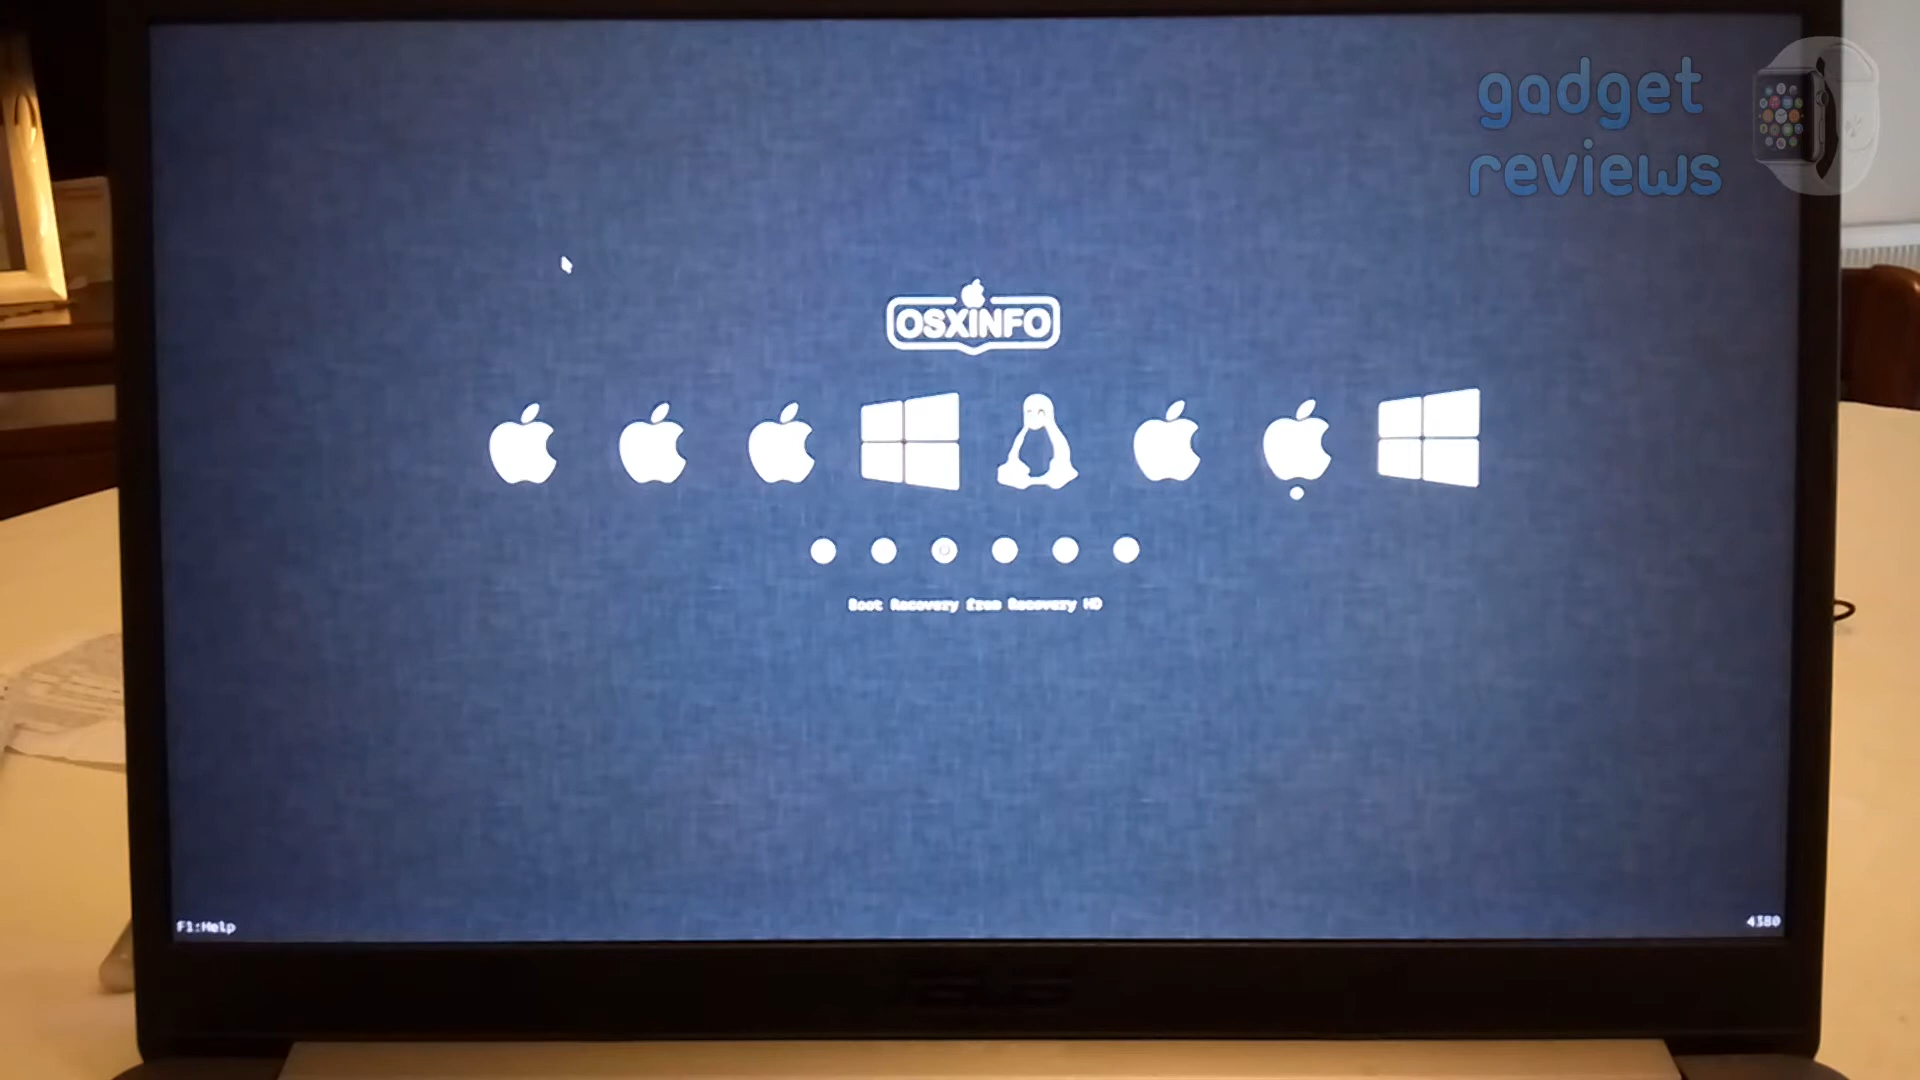 gadget
reviews
OSXINFO
Boot Recovery from Recovery HD
F1:Help
4380